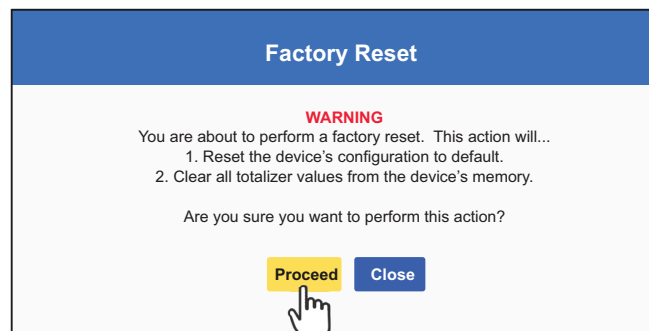 Factory Reset
WARNING
You are about to perform a factory reset.  This action will...
1. Reset the device’s configuration to default.
2. Clear all totalizer values from the device’s memory.
Are you sure you want to perform this action?
Proceed Close